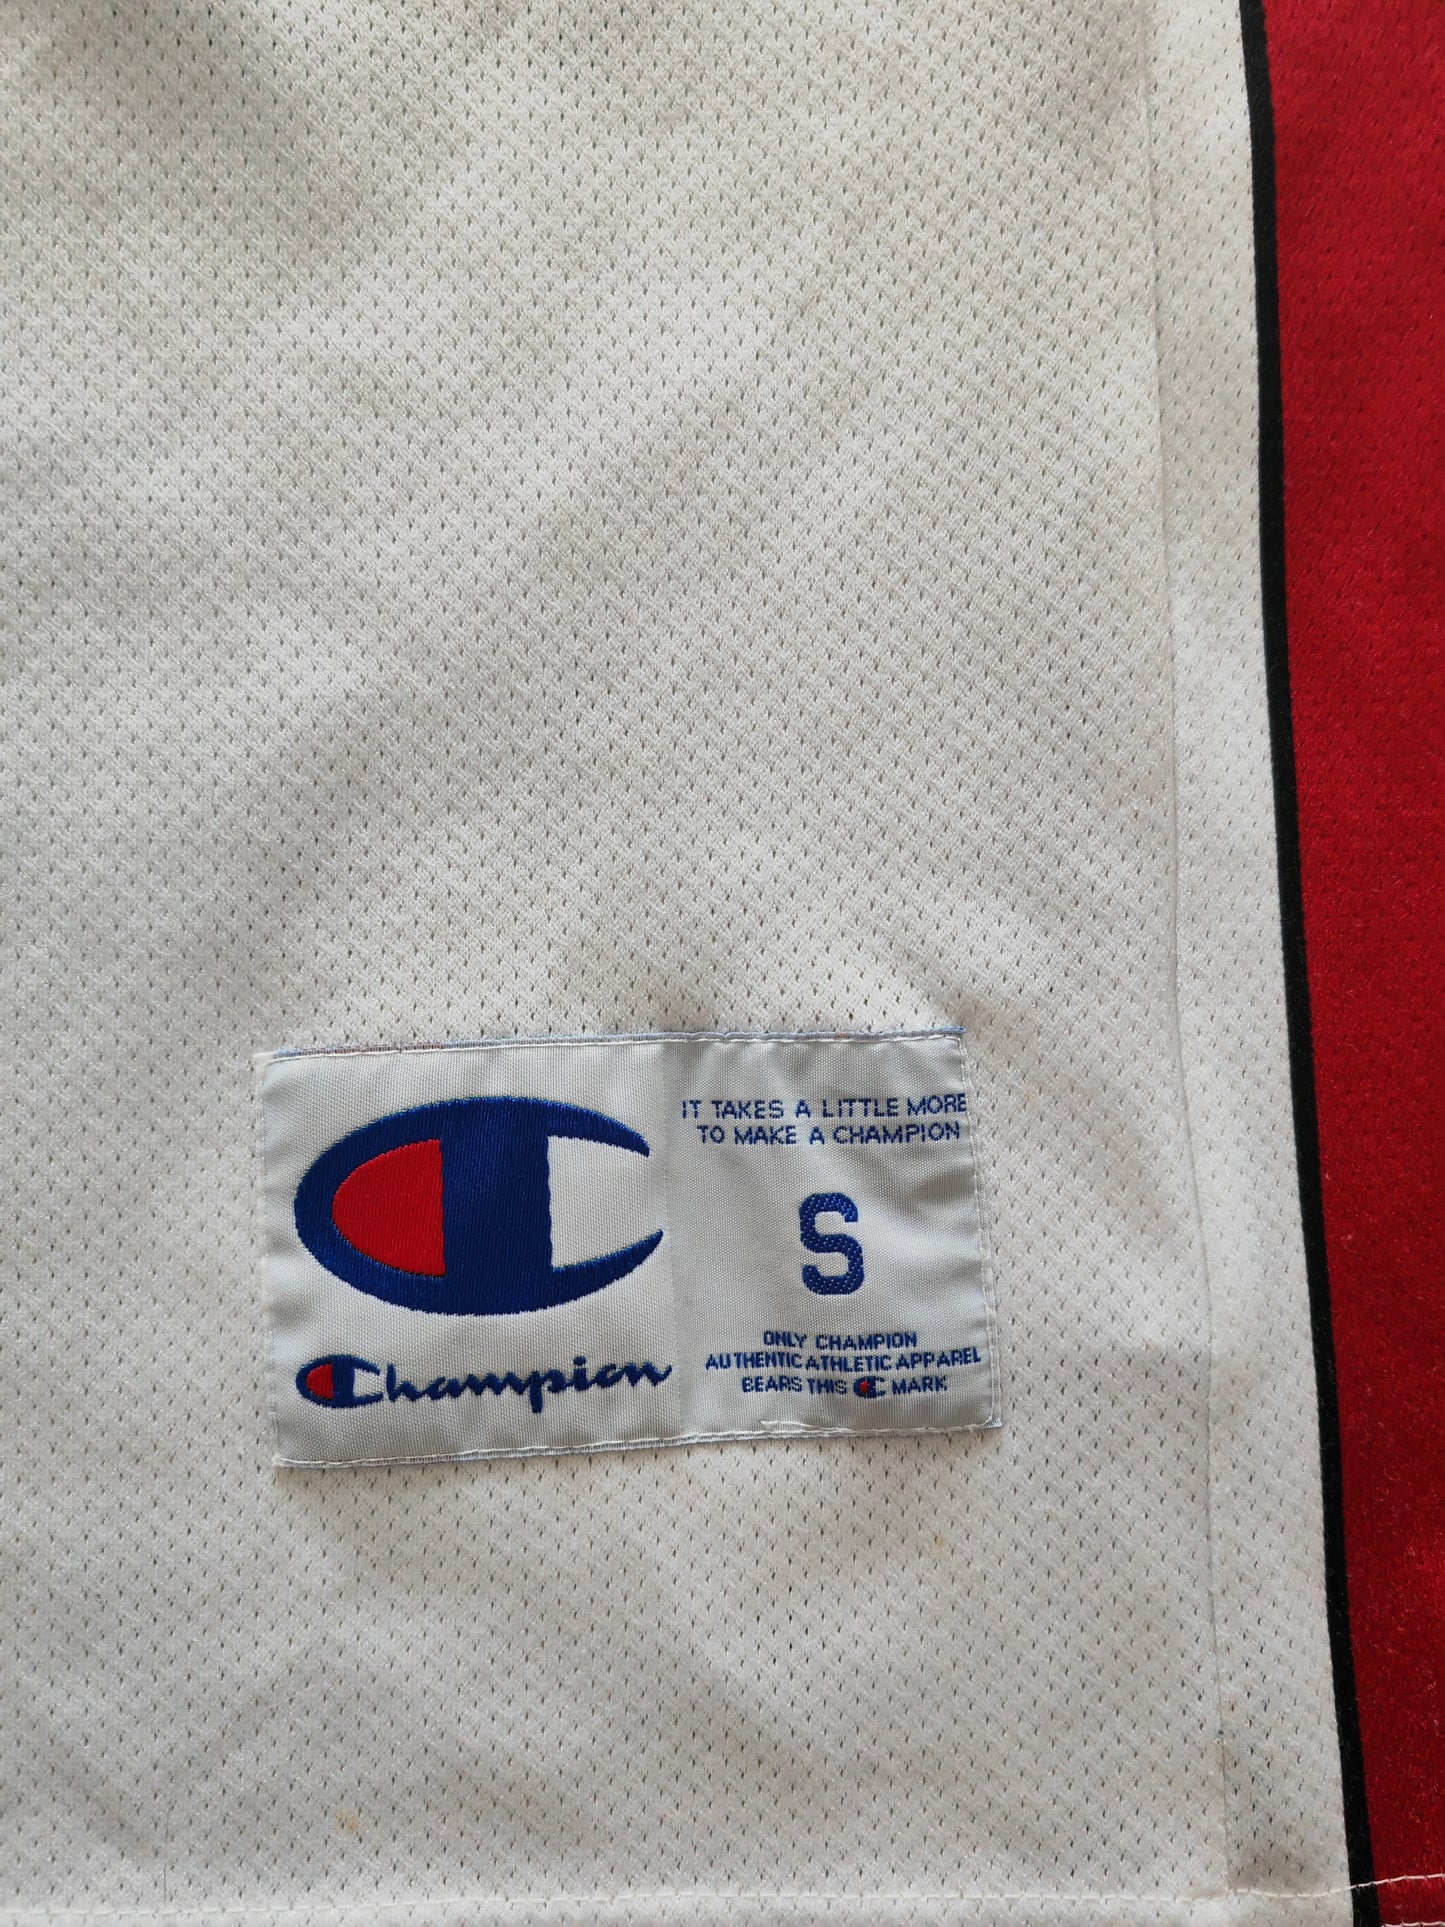 IT TAKES A LITTLE MORE
TO MAKE A CHAMPION
S
ONLY CHAMPION
AUTHENTIC ATHLETIC APPAREL
BEARS THIS C MARK
Champion